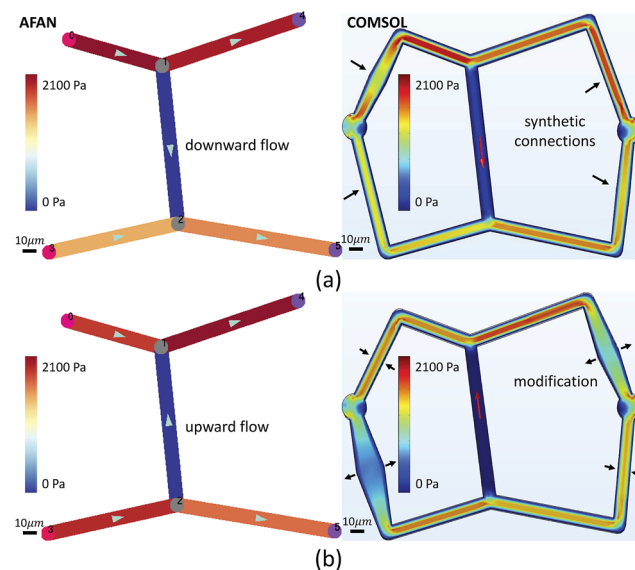 AFAN
COMSOL
0
4
1
2100 Pa
downward flow
0 Pa
2
3
5
10μm
2100 Pa
synthetic
connections
0 Pa
10μm
(a)
0
4
1
2100 Pa
upward flow
0 Pa
2
3
5
10μm
2100 Pa
modification
0 Pa
10μm
(b)